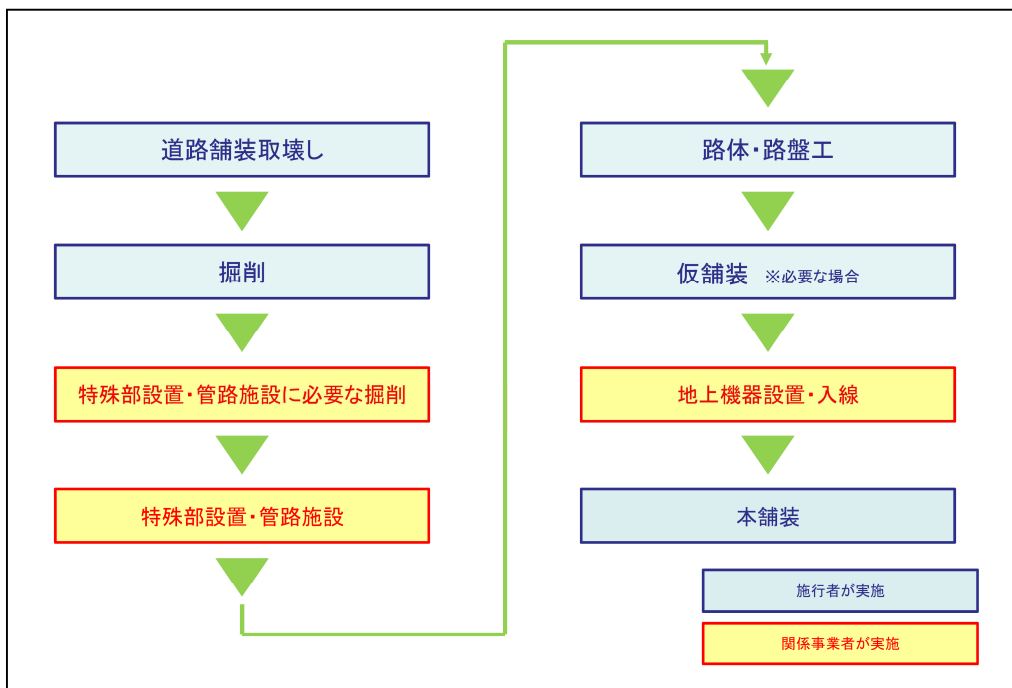 道路舗装取壊し
掘削
特殊部設置・管路施設に必要な掘削
特殊部設置・管路施設
路体・路盤工
仮舗装 ※必要な場合
地上機器設置・入線
本舗装
施行者が実施
関係事業者が実施